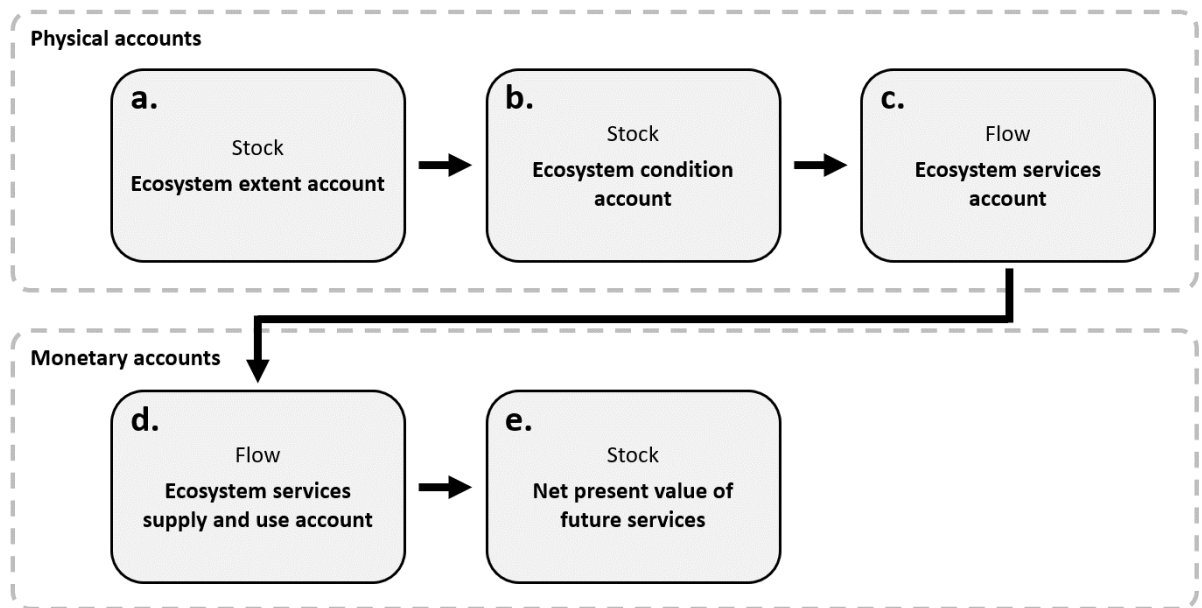 Physical accounts
a.
Stock
Ecosystem extent account
b.
Stock
Ecosystem condition
account
c.
Flow
Ecosystem services
account
Monetary accounts
d.
Flow
Ecosystem services
supply and use account
e.
Stock
Net present value of
future services